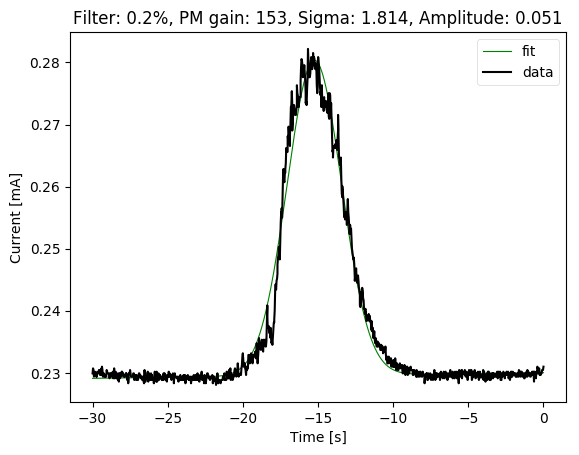 Filter: 0.2%, PM gain: 153, Sigma: 1.814, Amplitude: 0.051
fit
data
0.28
0.27
0.26
0.25
0.24
0.23
Current [mA]
−30
−25
−20
−15
−10
−5
0
Time [s]